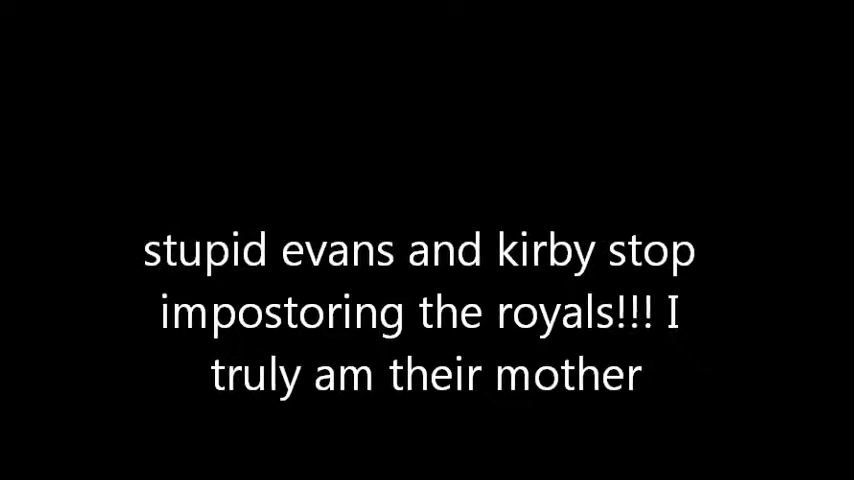 stupid evans and kirby stop
impostoring the royals!!! I
truly am their mother